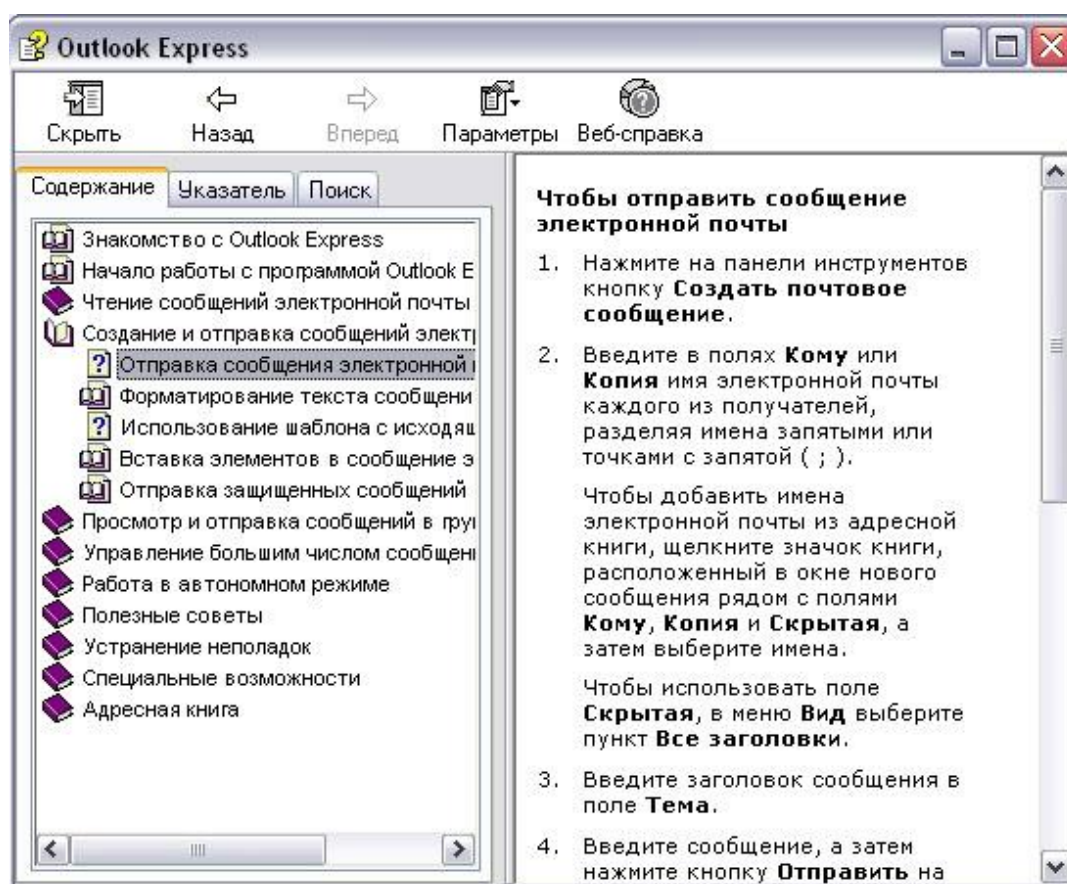 Outlook Express
Скрыть Назад Вперед Параметры Веб-справка
Содержание Указатель Поиск
Знакомство с Outlook Express
Начало работы с программой Outlook E
Чтение сообщений электронной почты
Создание и отправка сообщений элект
Отправка сообщения электронной
Форматирование текста сообщени
Использование шаблона с исходящ
Вставка элементов в сообщение э
Отправка защищенных сообщений
Просмотр и отправка сообщений в гру
Управление большим числом сообщен
Работа в автономном режиме
Полезные советы
Устранение неполадок
Специальные возможности
Адресная книга
Чтобы отправить сообщение
электронной почты
1. Нажмите на панели инструментов
кнопку Создать почтовое
сообщение.
2. Введите в полях Кому или
Копия имя электронной почты
каждого из получателей,
разделяя имена запятыми или
точками с запятой ( ; ).
Чтобы добавить имена
электронной почты из адресной
книги, щелкните значок книги,
расположенный в окне нового
сообщения рядом с полями
Кому, Копия и Скрытая, а
затем выберите имена.
Чтобы использовать поле
Скрытая, в меню Вид выберите
пункт Все заголовки.
3. Введите заголовок сообщения в
поле Тема.
4. Введите сообщение, а затем
нажмите кнопку Отправить на